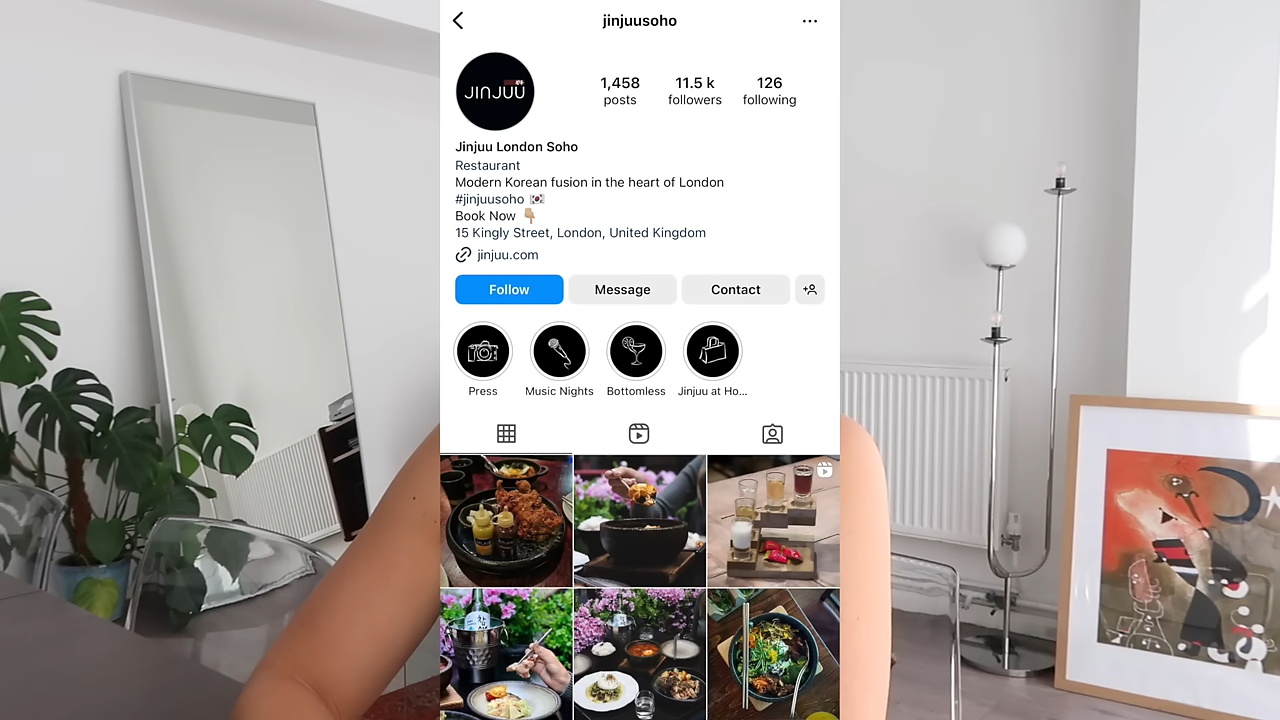 jinjuusoho
JINJUU
1,458
posts
11.5 k
followers
126
following
Jinjuu London Soho
Restaurant
Modern Korean fusion in the heart of London
#jinjuusoho 🇰🇷
Book Now 👇🏼
15 Kingly Street, London, United Kingdom
jinjuu.com
Follow
Message
Contact
Press
Music Nights
Bottomless
Jinjuu at Ho...